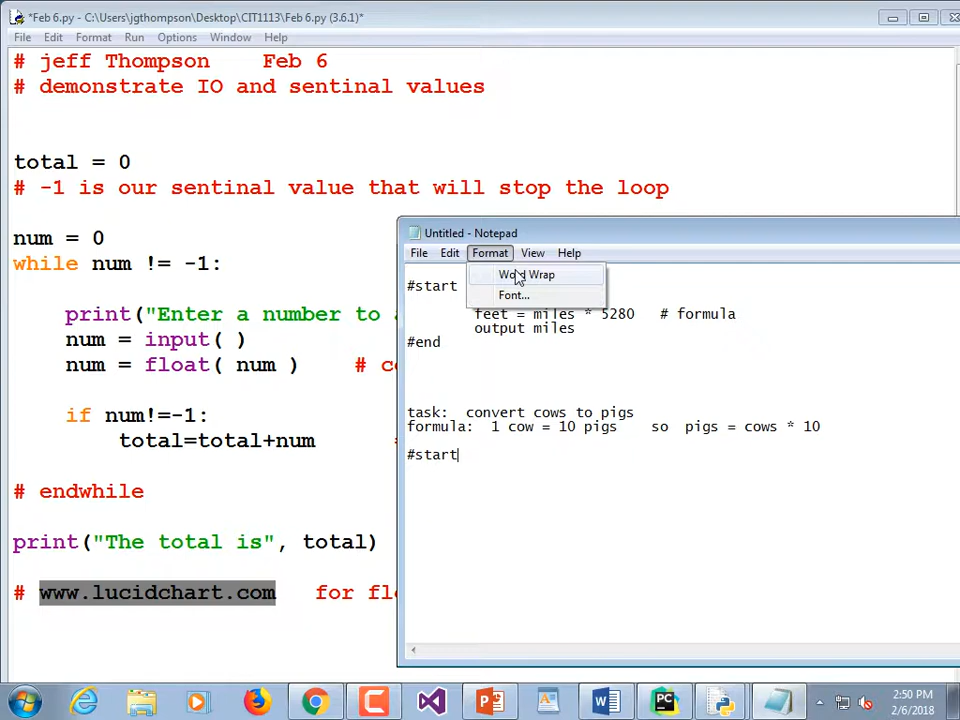 *Feb 6.py - C:\Users\jgthompson\Desktop\CIT1113\Feb 6.py (3.6.1)*
File Edit Format Run Options Window Help
# jeff Thompson    Feb 6
# demonstrate IO and sentinal values
total = 0
# -1 is our sentinal value that will stop the loop
num = 0
while num != -1:
print("Enter a number to
num = input( )
num = float( num )    #
if num!=-1:
total=total+num    #
# endwhile
print("The total is", total)
# www.lucidchart.com    for
Untitled - Notepad
File Edit Format View Help
Word Wrap
Font...
#start
feet = miles * 5280    # formula
output miles
#end
task:  convert cows to pigs
formula:  1 cow = 10 pigs    so  pigs = cows * 10
#start
2:50 PM
2/6/2018